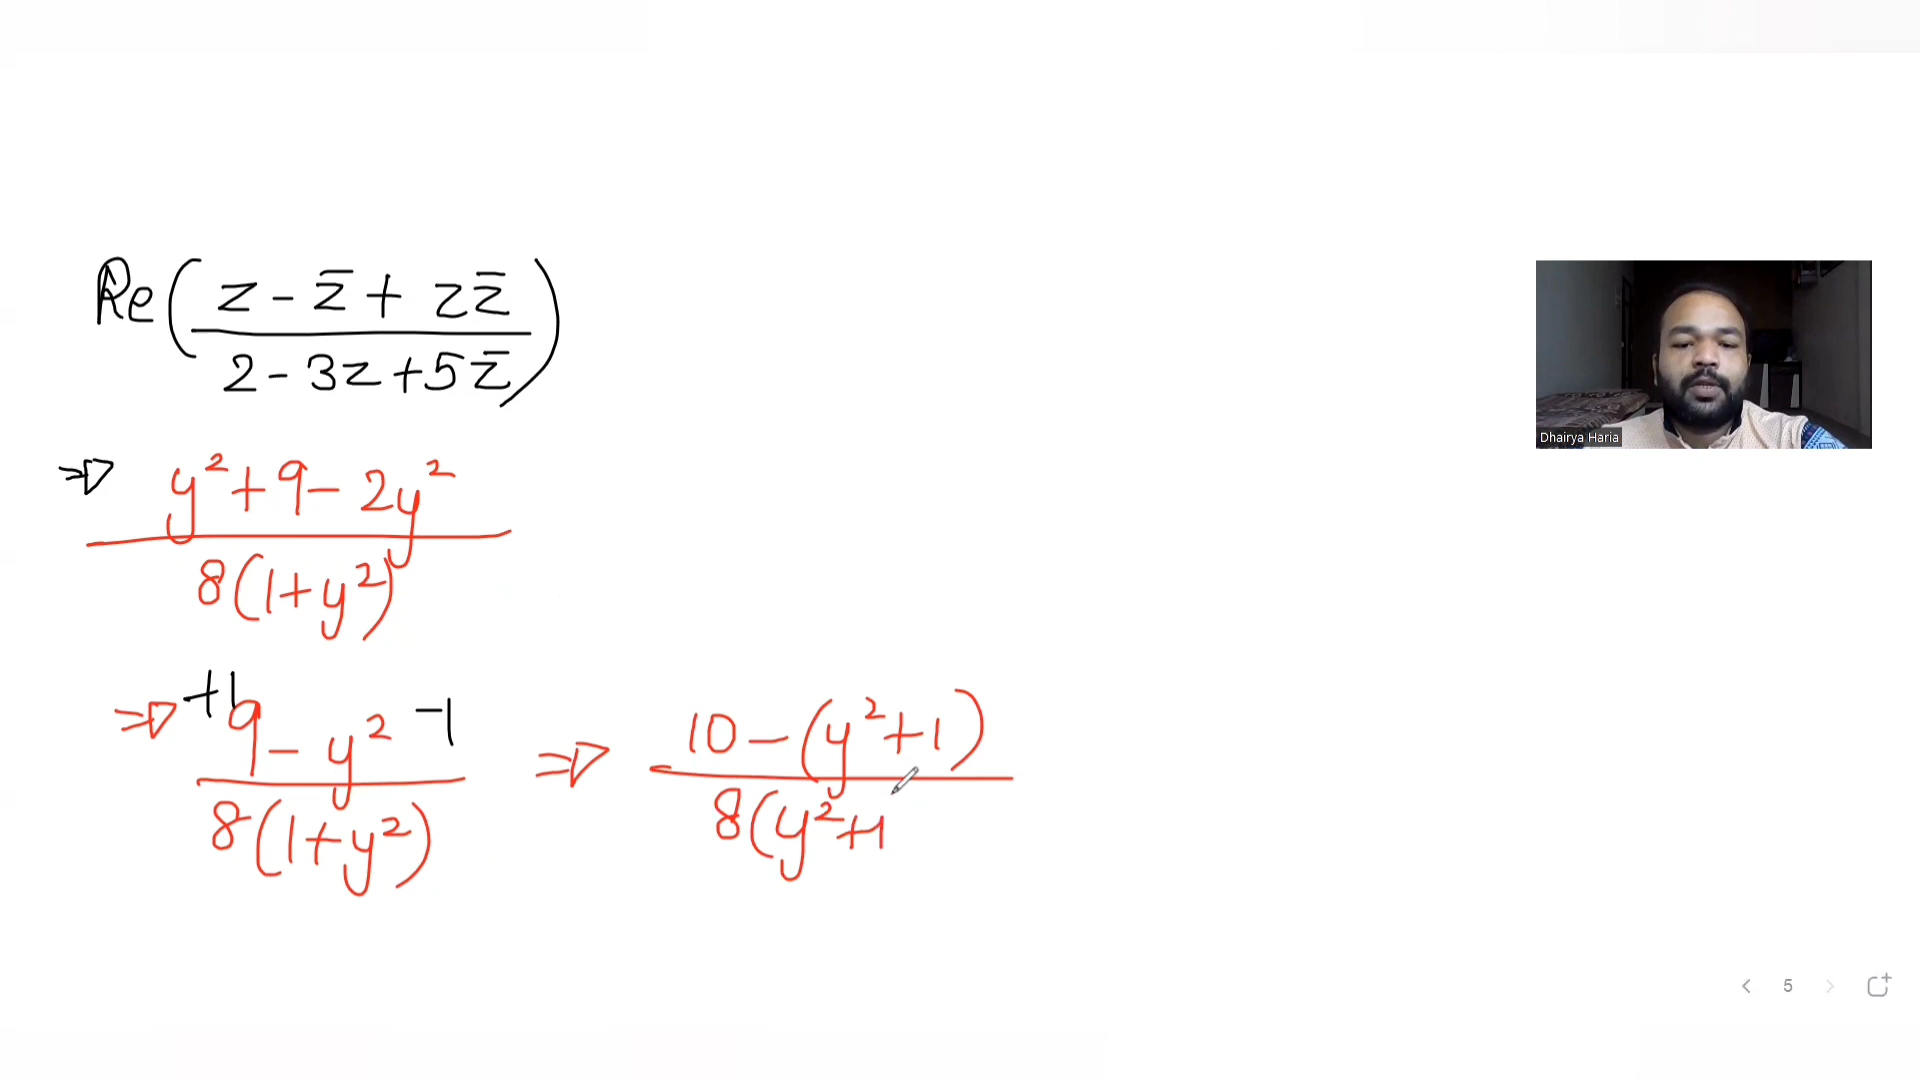 Re(z - z̄ + zz̄ / 2 - 3z + 5z̄)
⇒ y² + 9 - 2y² / 8(1 + y²)
⇒ +1 9 - y² -1 / 8(1 + y²) ⇒ 10 - (y² + 1) / 8(y² + 1
Dhairya Haria
5